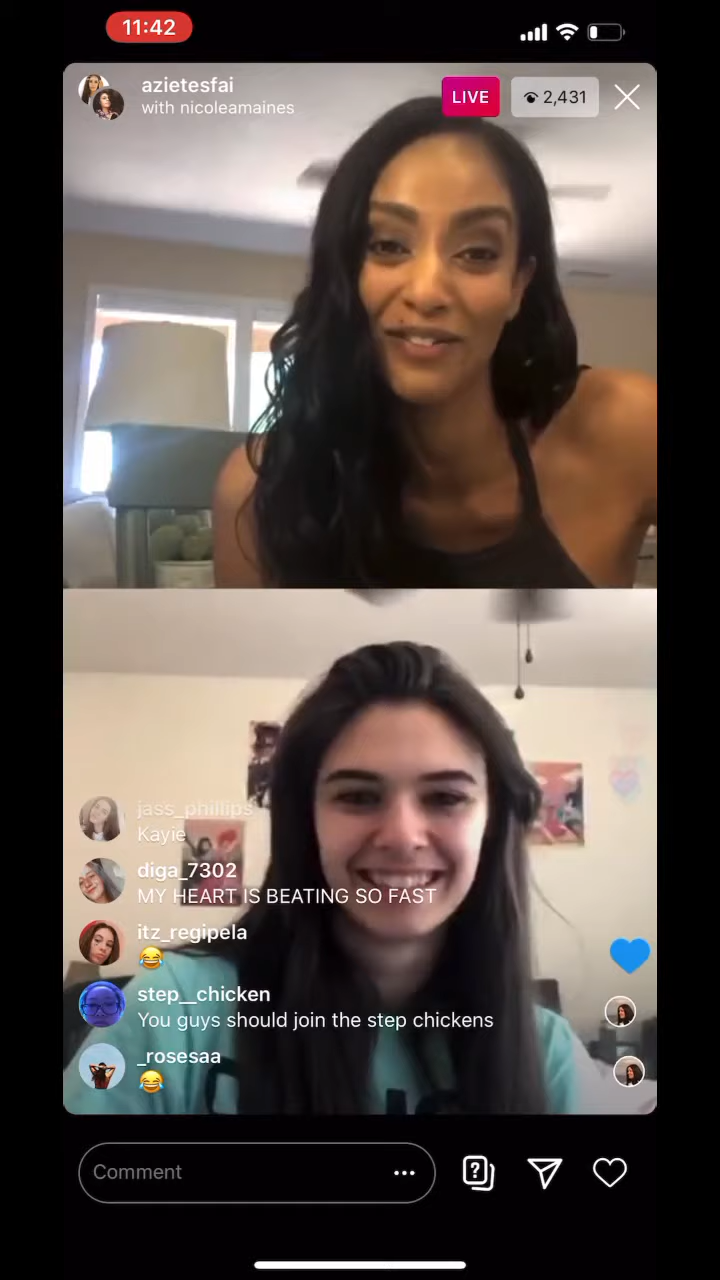 11:42
azietesfai
with nicoleamaines
LIVE
2,431
jass_phillips
Kayie
diga_7302
MY HEART IS BEATING SO FAST
itz_regipela
😂
step__chicken
You guys should join the step chickens
_rosesaa
😂
Comment